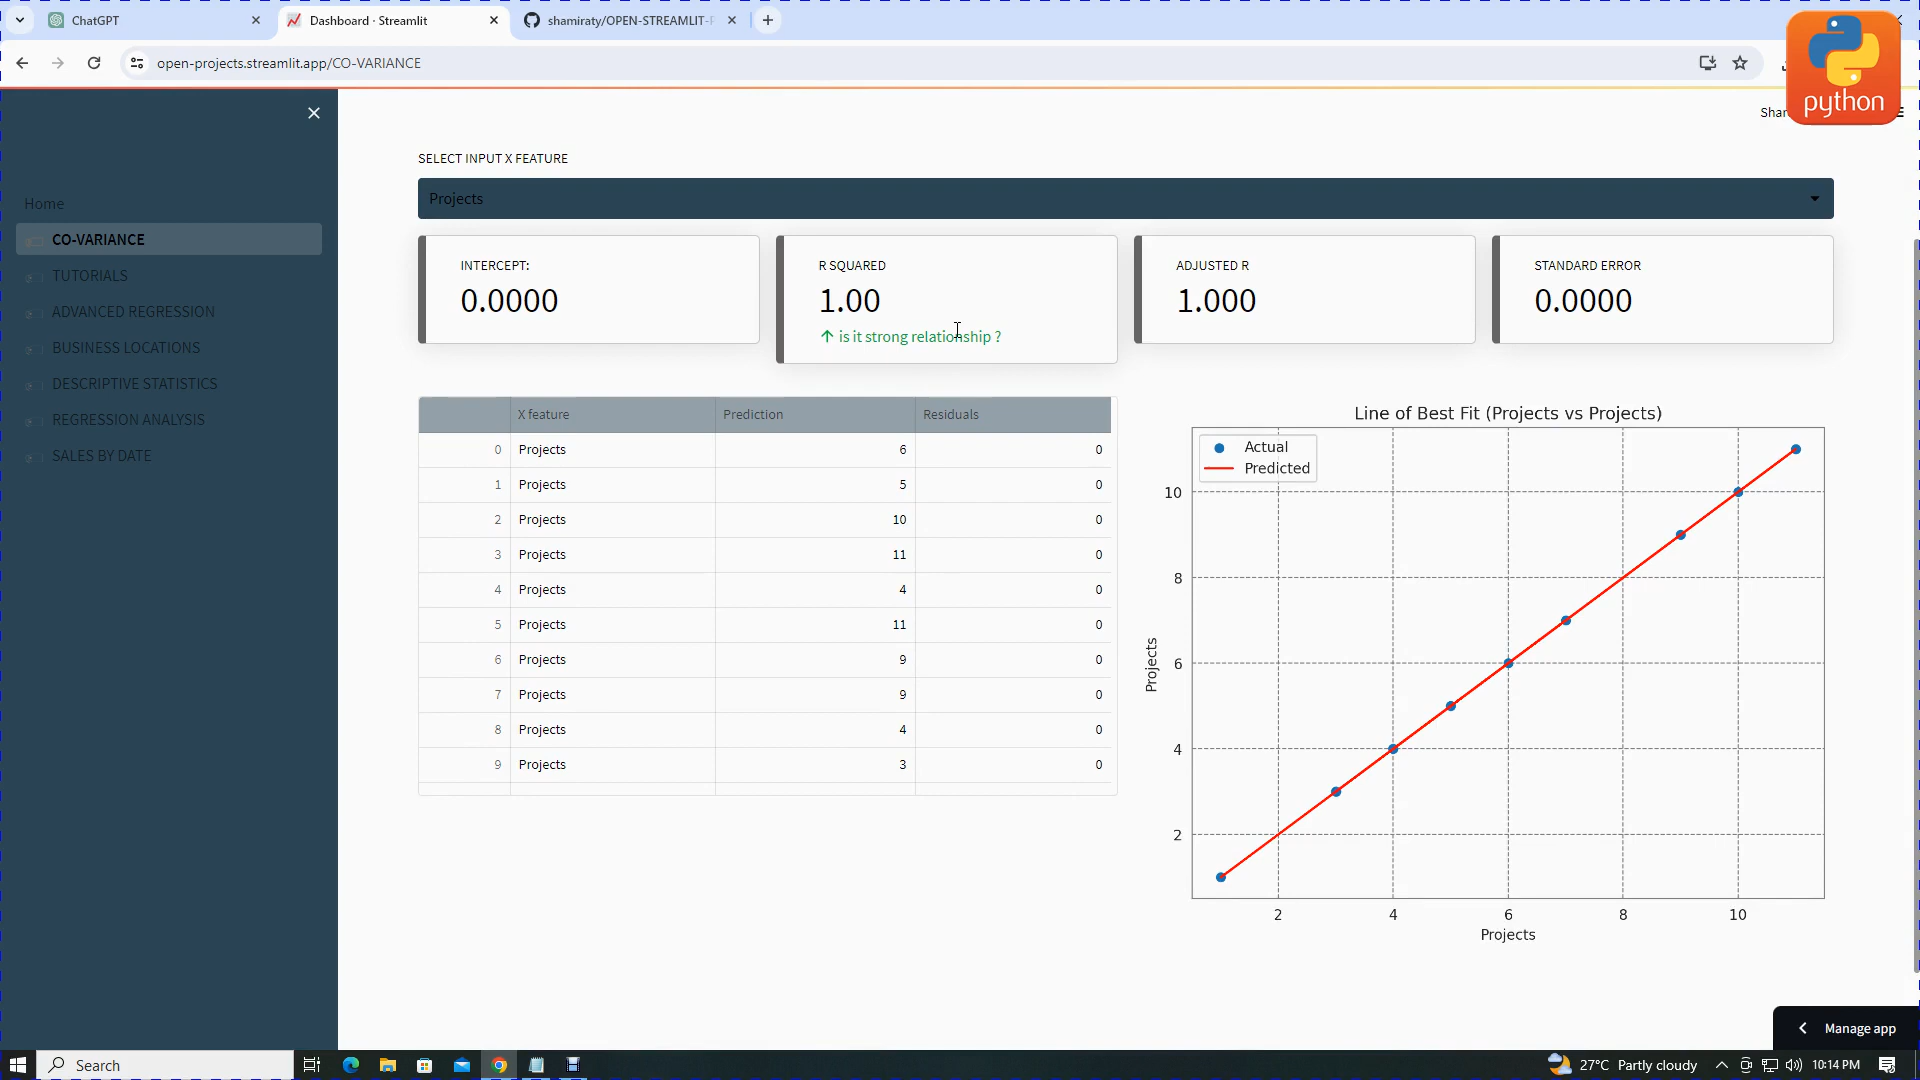 ChatGPT
Dashboard · Streamlit
shamiraty/OPEN-STREAMLIT-P
open-projects.streamlit.app/CO-VARIANCE
python
Shar
Home
CO-VARIANCE
TUTORIALS
ADVANCED REGRESSION
BUSINESS LOCATIONS
DESCRIPTIVE STATISTICS
REGRESSION ANALYSIS
SALES BY DATE
SELECT INPUT X FEATURE
Projects
INTERCEPT:
0.0000
R SQUARED
1.00
is it strong relationship ?
ADJUSTED R
1.000
STANDARD ERROR
0.0000
X feature Prediction Residuals
0 Projects 6 0
1 Projects 5 0
2 Projects 10 0
3 Projects 11 0
4 Projects 4 0
5 Projects 11 0
6 Projects 9 0
7 Projects 9 0
8 Projects 4 0
9 Projects 3 0
Line of Best Fit (Projects vs Projects)
Actual
Predicted
10
8
6
4
2
Projects
2 4 6 8 10
Projects
Manage app
Search
27°C Partly cloudy
10:14 PM